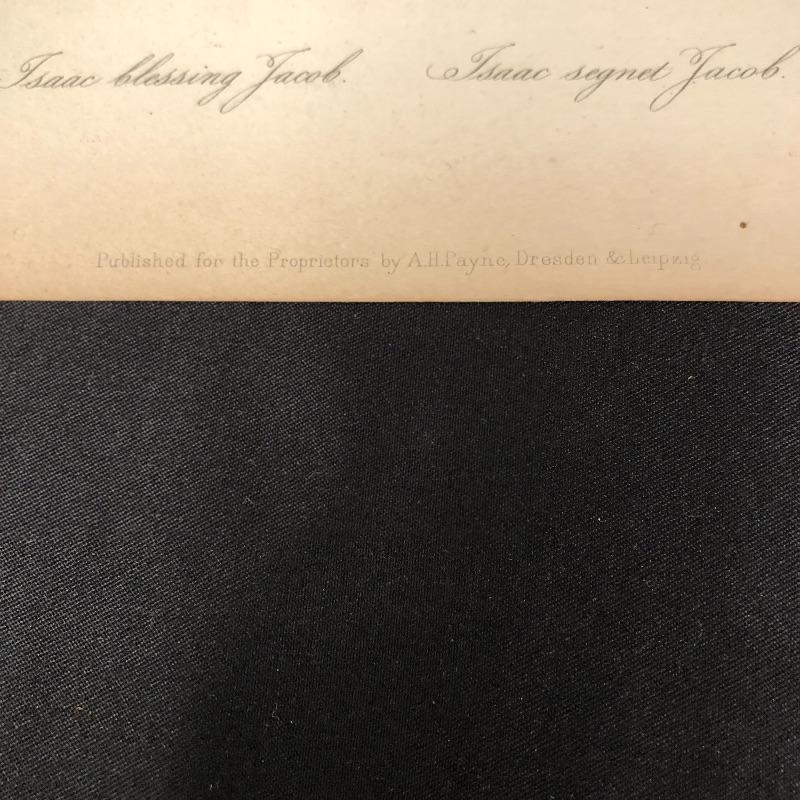 Isaac blessing Jacob. Isaac segnet Jacob.
Published for the Proprietors by A.H.Payne, Dresden & Leipzig